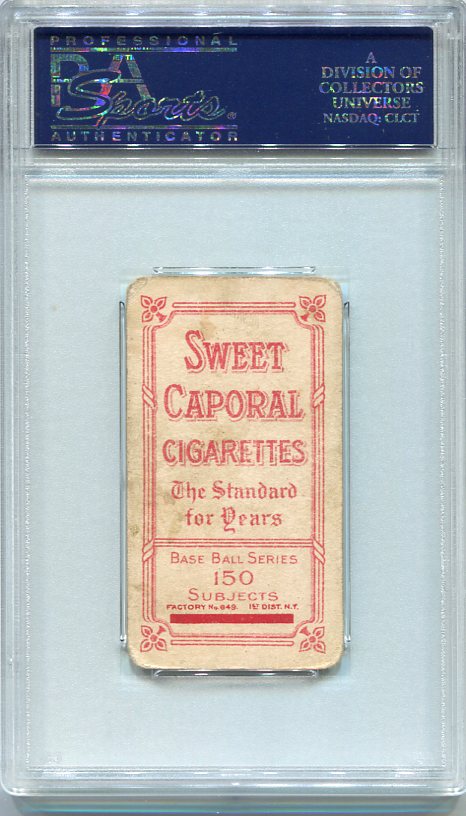 PROFESSIONAL
PSA
Sports®
AUTHENTICATOR
A
DIVISION OF
COLLECTORS
UNIVERSE
NASDAQ: CLCT
SWEET
CAPORAL
CIGARETTES
The Standard
for Years
BASE BALL SERIES
150
SUBJECTS
FACTORY No. 649. 1ST DIST. N.Y.